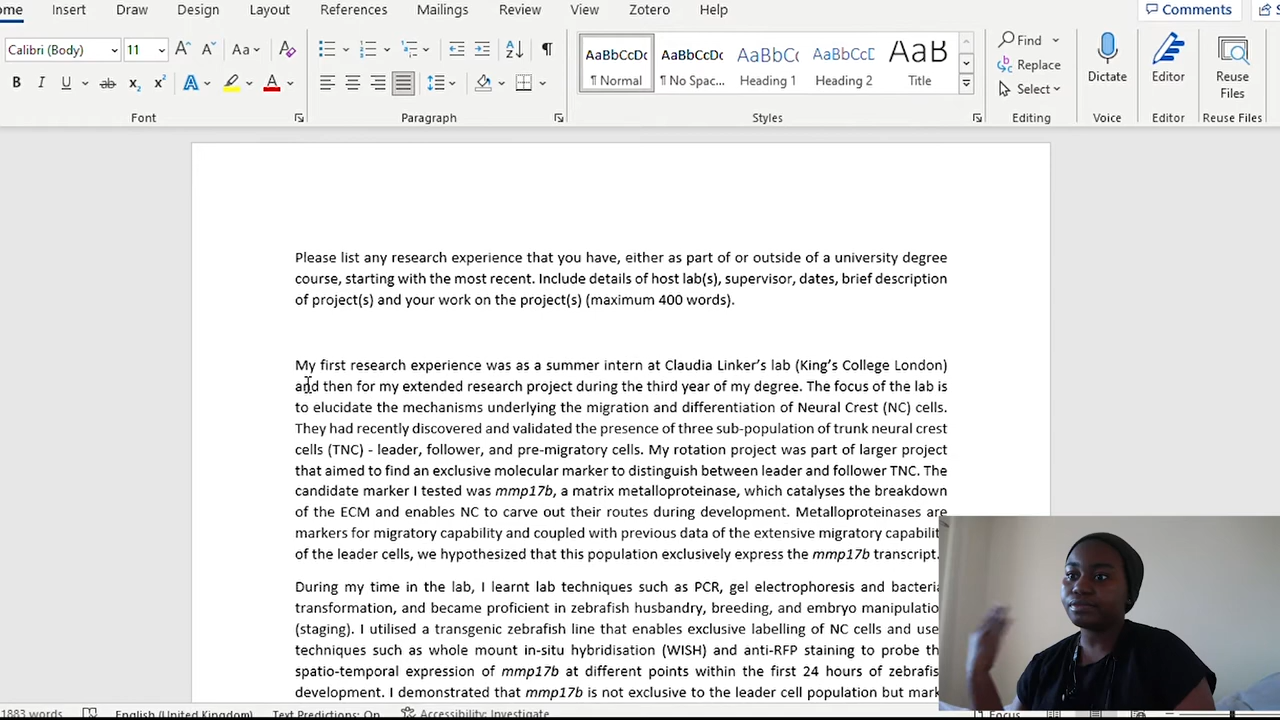 ome Insert Draw Design Layout References Mailings Review View Zotero Help Comments S
Calibri (Body) 11 Aa AaBbCcDc AaBbCcDc AaBbCc AaBbCcD AaB Find
Replace
¶ Normal ¶ No Spac... Heading 1 Heading 2 Title Select
Dictate Editor Reuse Files
Font Paragraph Styles Editing Voice Editor Reuse Files
Please list any research experience that you have, either as part of or outside of a university degree
course, starting with the most recent. Include details of host lab(s), supervisor, dates, brief description
of project(s) and your work on the project(s) (maximum 400 words).
My first research experience was as a summer intern at Claudia Linker's lab (King's College London)
and then for my extended research project during the third year of my degree. The focus of the lab is
to elucidate the mechanisms underlying the migration and differentiation of Neural Crest (NC) cells.
They had recently discovered and validated the presence of three sub-population of trunk neural crest
cells (TNC) - leader, follower, and pre-migratory cells. My rotation project was part of larger project
that aimed to find an exclusive molecular marker to distinguish between leader and follower TNC. The
candidate marker I tested was mmp17b, a matrix metalloproteinase, which catalyses the breakdown
of the ECM and enables NC to carve out their routes during development. Metalloproteinases are
markers for migratory capability and coupled with previous data of the extensive migratory capabilit
of the leader cells, we hypothesized that this population exclusively express the mmp17b transcript.
During my time in the lab, I learnt lab techniques such as PCR, gel electrophoresis and bacteria
transformation, and became proficient in zebrafish husbandry, breeding, and embryo manipulatio
(staging). I utilised a transgenic zebrafish line that enables exclusive labelling of NC cells and use
techniques such as whole mount in-situ hybridisation (WISH) and anti-RFP staining to probe th
spatio-temporal expression of mmp17b at different points within the first 24 hours of zebrafis
development. I demonstrated that mmp17b is not exclusive to the leader cell population but mark
1883 words English (United Kingdom) Text Predictions: On Accessibility: Investigate Focus